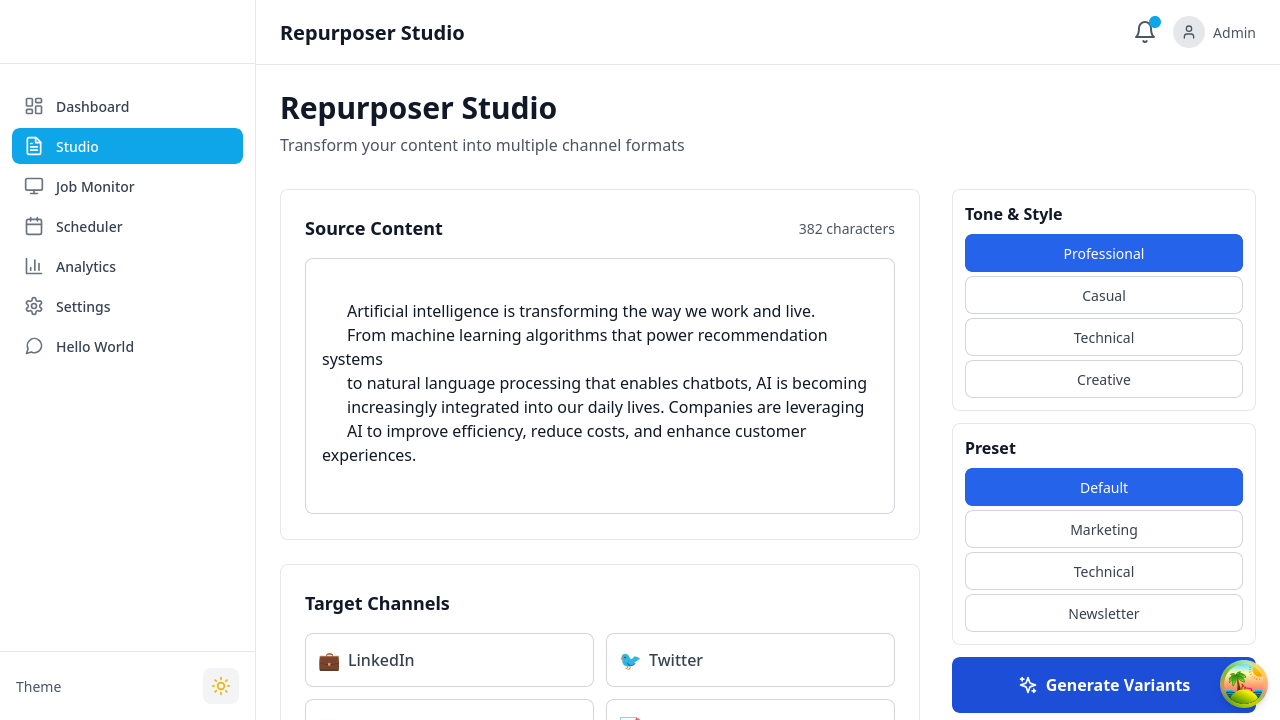 Repurposer Studio
Admin
Dashboard
Studio
Job Monitor
Scheduler
Analytics
Settings
Hello World
Theme
Repurposer Studio
Transform your content into multiple channel formats
Source Content
382 characters
Artificial intelligence is transforming the way we work and live.
From machine learning algorithms that power recommendation
systems
to natural language processing that enables chatbots, AI is becoming
increasingly integrated into our daily lives. Companies are leveraging
AI to improve efficiency, reduce costs, and enhance customer
experiences.
Target Channels
LinkedIn
Twitter
Tone & Style
Professional
Casual
Technical
Creative
Preset
Default
Marketing
Technical
Newsletter
Generate Variants